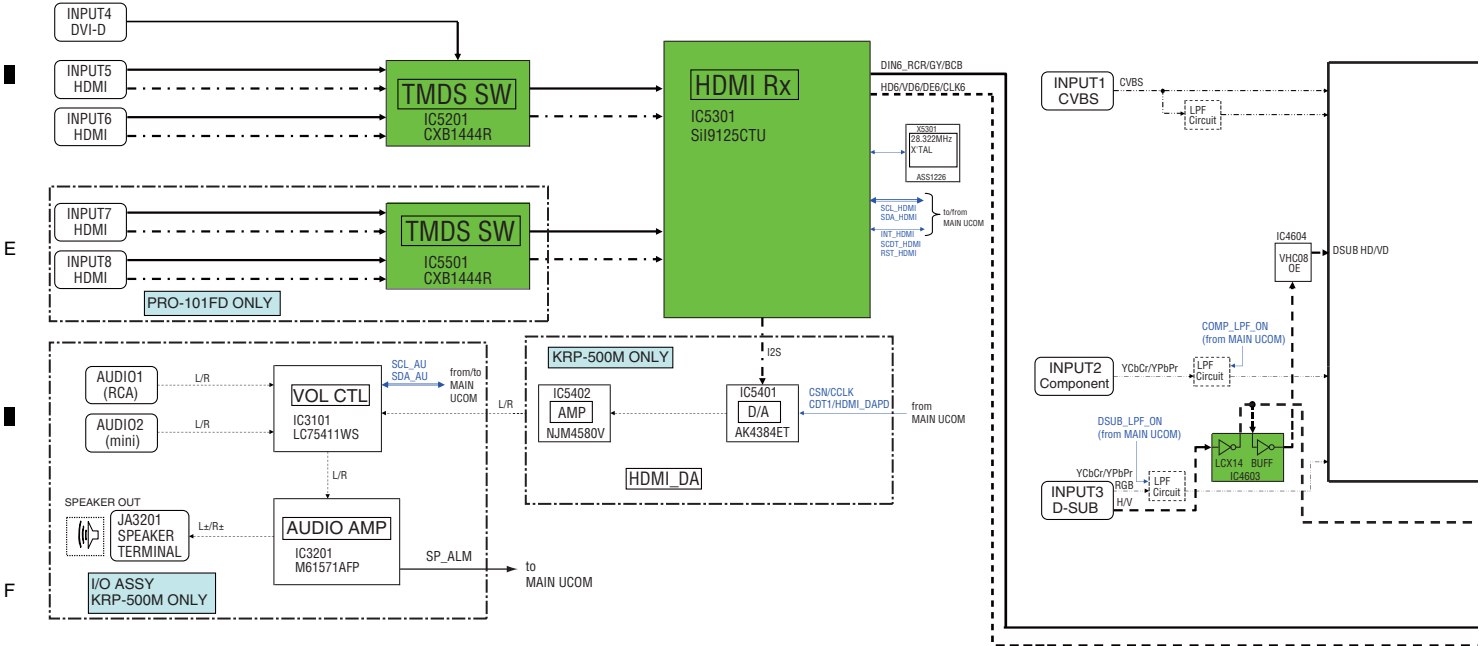 INPUT4
DVI-D
INPUT5
HDMI
INPUT6
HDMI
TMDS SW
IC5201
CXB1444R
HDMI Rx
IC5301
SiI9125CTU
DIN6_RCR/GY/BCB
HD6/VD6/DE6/CLK6
X5301
28.322MHz
X'TAL
ASS1226
SCL_HDMI
SDA_HDMI
INT_HDMI
SCDT_HDMI
RST_HDMI
to/from
MAIN UCOM
E
INPUT7
HDMI
INPUT8
HDMI
TMDS SW
IC5501
CXB1444R
PRO-101FD ONLY
INPUT1
CVBS
CVBS
LPF
Circuit
IC4604
VHC08
OE
DSUB HD/VD
COMP_LPF_ON
(from MAIN UCOM)
INPUT2
Component
YCbCr/YPbPr
LPF
Circuit
DSUB_LPF_ON
(from MAIN UCOM)
LCX14 BUFF
IC4603
INPUT3
D-SUB
YCbCr/YPbPr
RGB
H/V
LPF
Circuit
AUDIO1
(RCA)
L/R
AUDIO2
(mini)
L/R
VOL CTL
IC3101
LC75411WS
SCL_AU
SDA_AU
from/to
MAIN
UCOM
L/R
KRP-500M ONLY
I2S
IC5402
AMP
NJM4580V
IC5401
D/A
AK4384ET
CSN/CCLK
CDT1/HDMI_DAPD
from
MAIN UCOM
HDMI_DA
L/R
SPEAKER OUT
JA3201
SPEAKER
TERMINAL
L±/R±
AUDIO AMP
IC3201
M61571AFP
SP_ALM
to
MAIN UCOM
F
I/O ASSY
KRP-500M ONLY